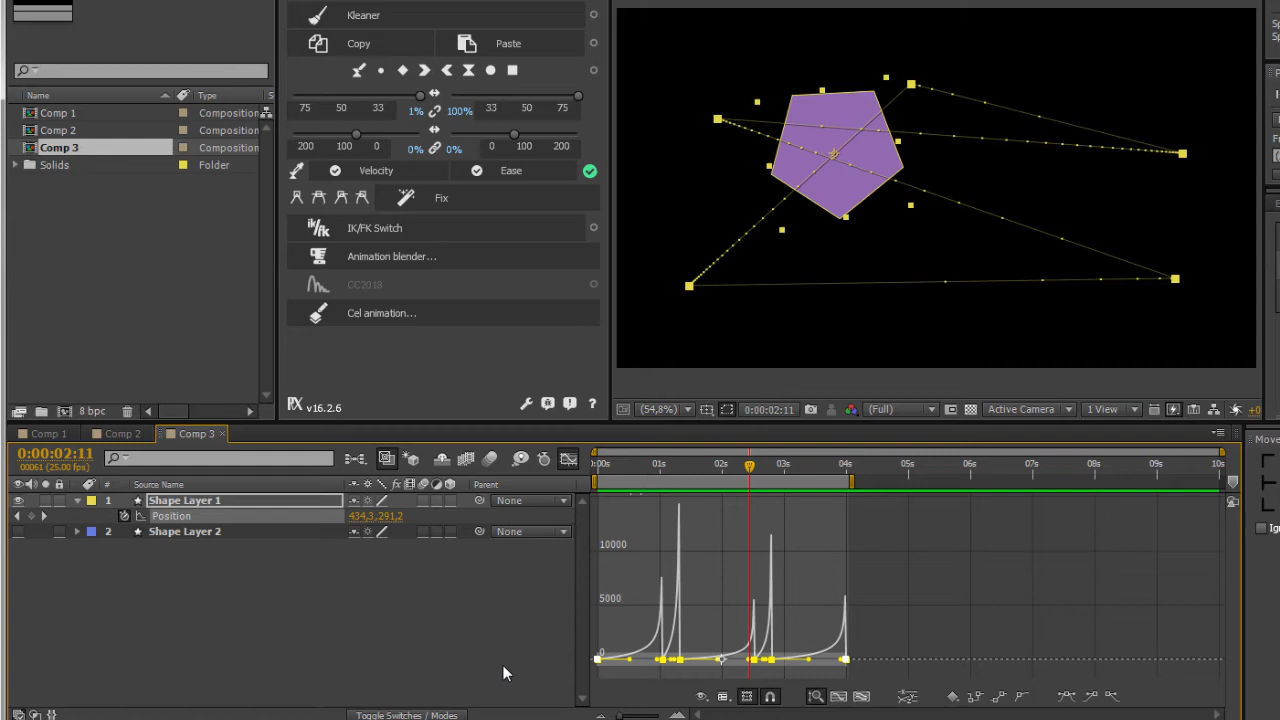 Kleaner
Copy Paste
Name Type S
Comp 1 Composition
75 50 33 1% 100% 33 50 75
Comp 2 Composition
200 100 0 0% 0% 0 100 200
Comp 3 Composition
Solids Folder
Velocity Ease
Fix
IK/FK Switch
Animation blender...
CC2018
Cel animation...
v16.2.6
8 bpc
(54,8%) 0:00:02:11 (Full) Active Camera 1 View +0
Comp 1 Comp 2 Comp 3
Move
0:00:02:11
00061 (25.00 fps)
:00s 01s 02s 03s 04s 05s 06s 07s 08s 09s 10s
# Source Name fx Parent
1 Shape Layer 1 None
Position 434,3,291,2
2 Shape Layer 2 None
Ign
10000
5000
0
Toggle Switches / Modes